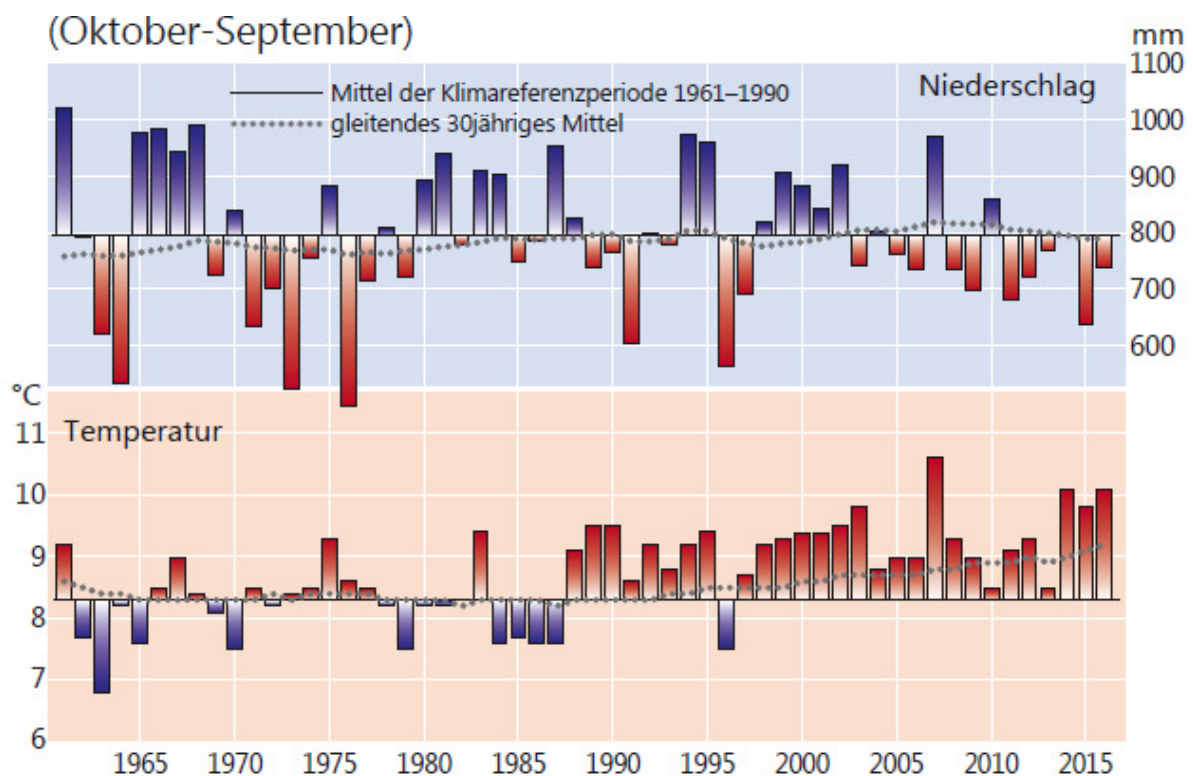 (Oktober-September)
mm
1100
Niederschlag
Mittel der Klimareferenzperiode 1961–1990
gleitendes 30jähriges Mittel
1000
900
800
700
600
°C
Temperatur
11
10
9
8
7
6
1965 1970 1975 1980 1985 1990 1995 2000 2005 2010 2015